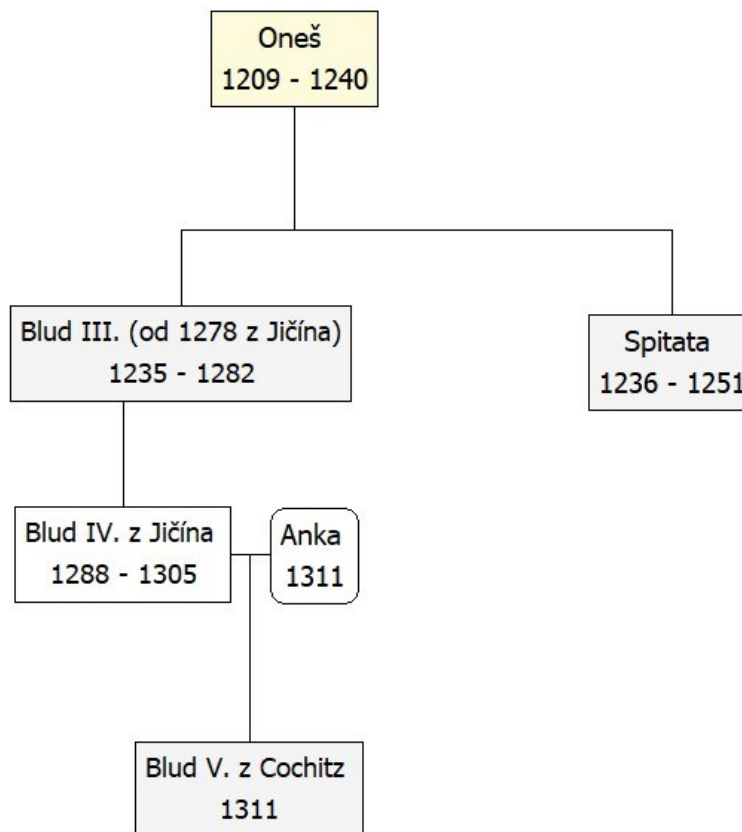 Oneš
1209 - 1240
Blud III. (od 1278 z Jičína)
1235 - 1282
Spitata
1236 - 1251
Blud IV. z Jičína
1288 - 1305
Anka
1311
Blud V. z Cochitz
1311